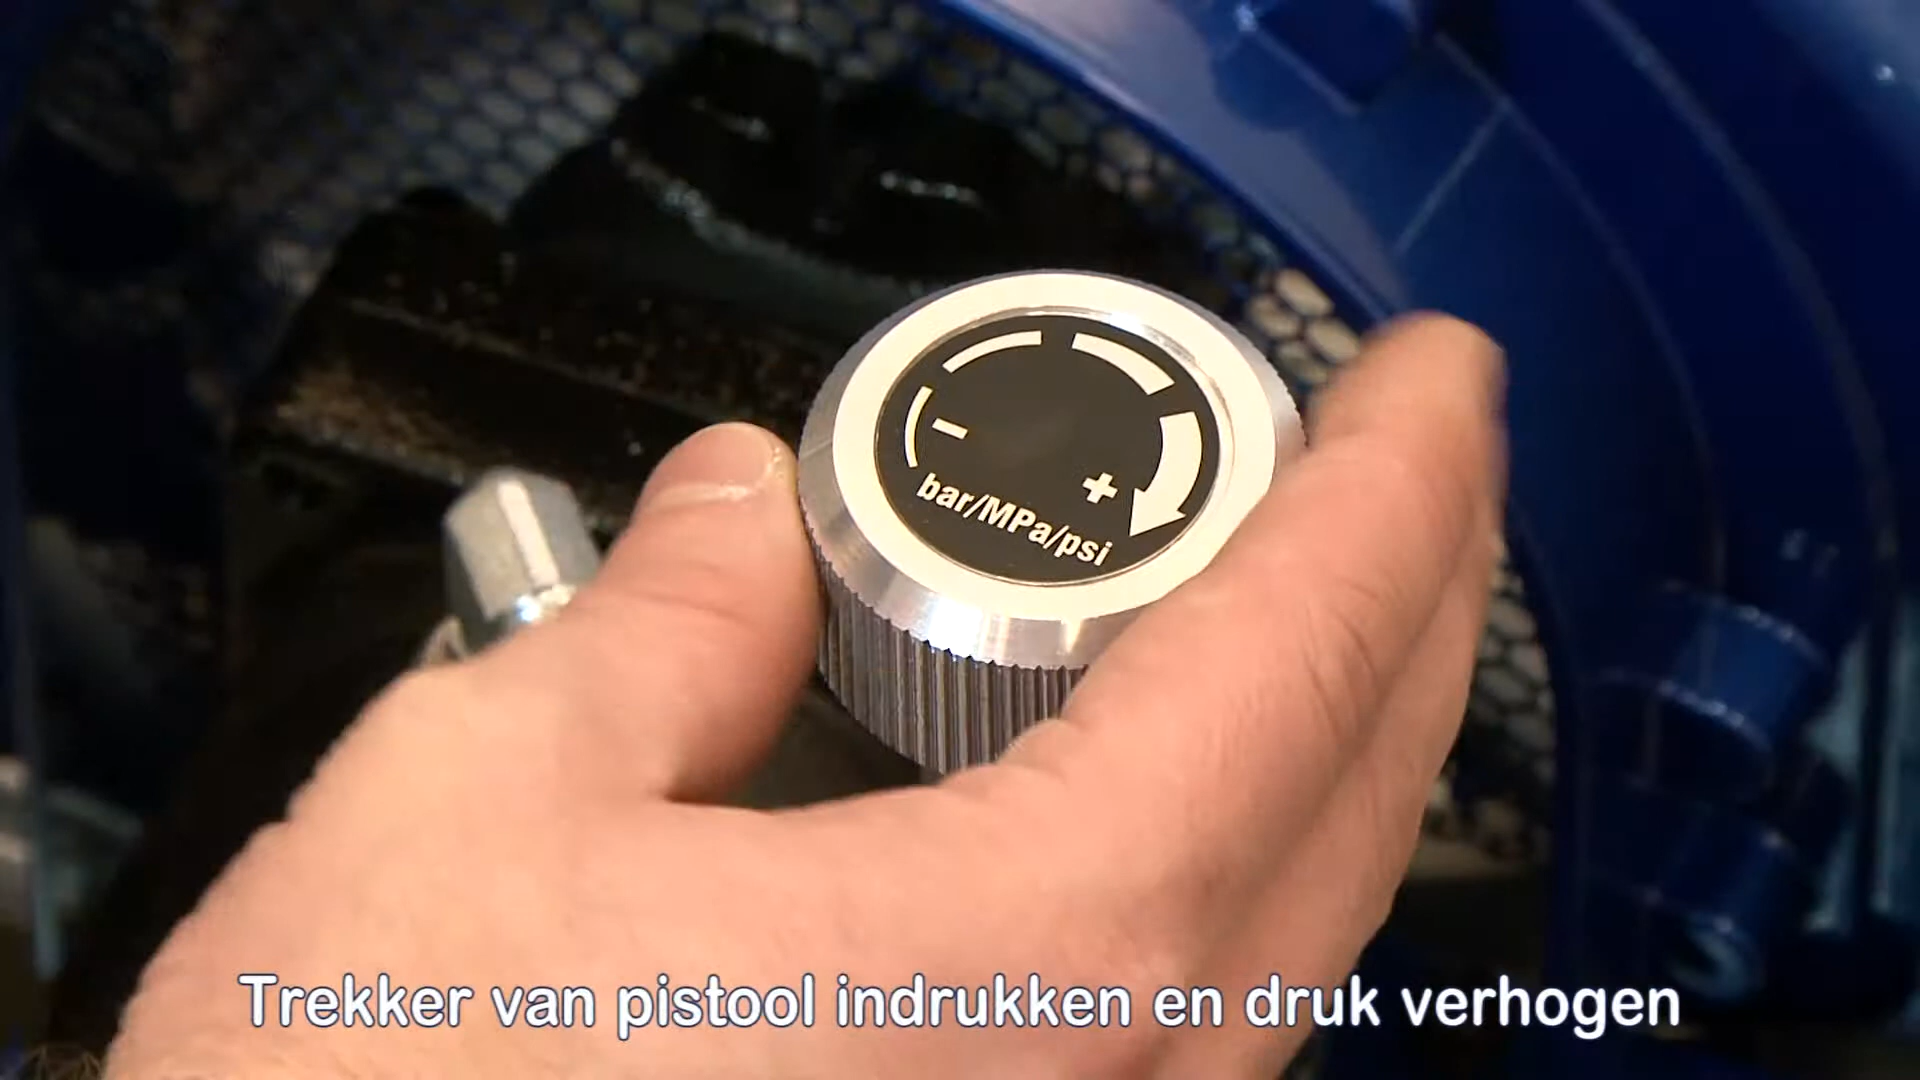 −
+
bar/MPa/psi
Trekker van pistool indrukken en druk verhogen